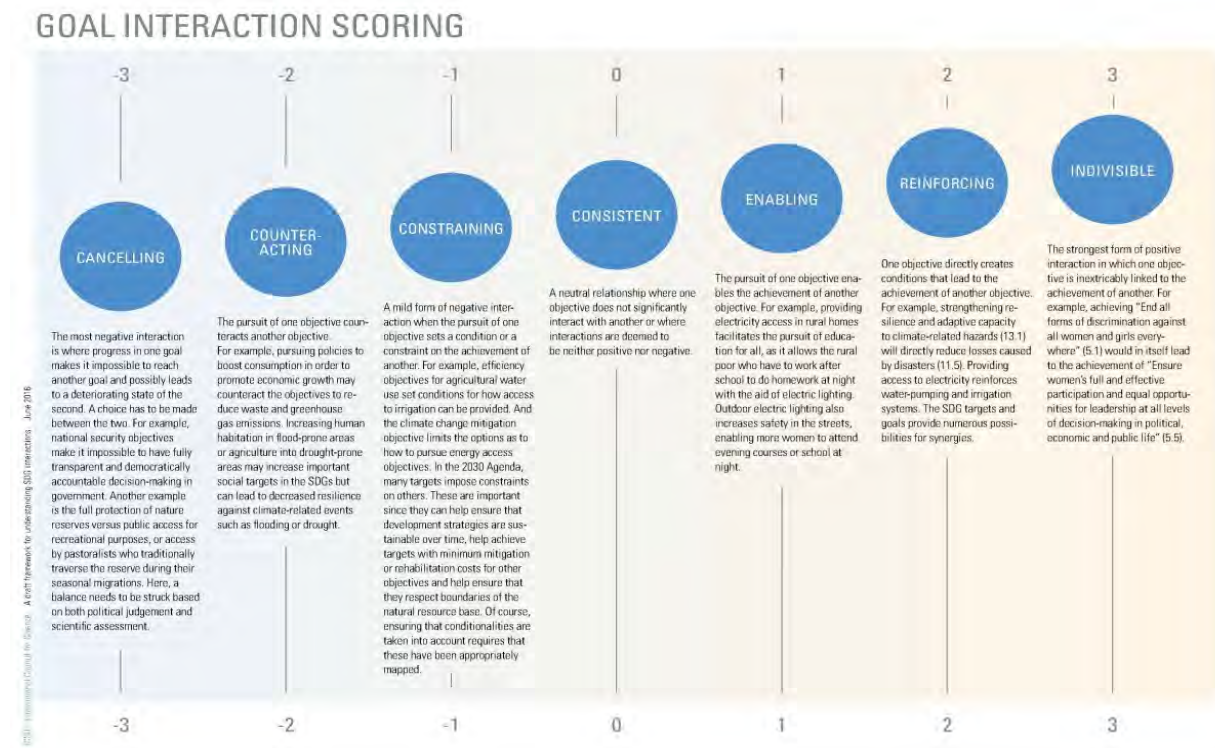 GOAL INTERACTION SCORING
-3
-2
-1
0
1
2
3
CANCELLING
The most negative interaction
is where progress in one goal
makes it impossible to reach
another goal and possibly leads
to a deteriorating state of the
second. A choice has to be made
between the two. For example,
national security objectives
make it impossible to have fully
transparent and democratically
accountable decision-making in
government. Another example
is the full protection of nature
reserves versus public access for
recreational purposes, or access
by pastoralists who traditionally
traverse the reserve during their
seasonal migrations. Here, a
balance needs to be struck based
on both political judgement and
scientific assessment.
COUNTER-
ACTING
The pursuit of one objective coun-
teracts another objective.
For example, pursuing policies to
boost consumption in order to
promote economic growth may
counteract the objectives to re-
duce waste and greenhouse
gas emissions. Increasing human
habitation in flood-prone areas
or agriculture into drought-prone
areas may increase important
social targets in the SDGs but
can lead to decreased resilience
against climate-related events
such as flooding or drought.
CONSTRAINING
A mild form of negative inter-
action when the pursuit of one
objective sets a condition or a
constraint on the achievement of
another. For example, efficiency
objectives for agricultural water
use set conditions for how access
to irrigation can be provided. And
the climate change mitigation
objective limits the options as to
how to pursue energy access
objectives. In the 2030 Agenda,
many targets impose constraints
on others. These are important
since they can help ensure that
development strategies are sus-
tainable over time, help achieve
targets with minimum mitigation
or rehabilitation costs for other
objectives and help ensure that
they respect boundaries of the
natural resource base. Of course,
ensuring that conditionalities are
taken into account requires that
these have been appropriately
mapped.
CONSISTENT
A neutral relationship where one
objective does not significantly
interact with another or where
interactions are deemed to
be neither positive nor negative.
ENABLING
The pursuit of one objective ena-
bles the achievement of another
objective. For example, providing
electricity access in rural homes
facilitates the pursuit of educa-
tion for all, as it allows the rural
poor who have to work after
school to do homework at night
with the aid of electric lighting.
Outdoor electric lighting also
increases safety in the streets,
enabling more women to attend
evening courses or school at
night.
REINFORCING
One objective directly creates
conditions that lead to the
achievement of another objective.
For example, strengthening re-
silience and adaptive capacity
to climate-related hazards (13.1)
will directly reduce losses caused
by disasters (11.5). Providing
access to electricity reinforces
water-pumping and irrigation
systems. The SDG targets and
goals provide numerous possi-
bilities for synergies.
INDIVISIBLE
The strongest form of positive
interaction in which one objec-
tive is inextricably linked to the
achievement of another. For
example, achieving "End all
forms of discrimination against
all women and girls every-
where" (5.1) would in itself lead
to the achievement of "Ensure
women's full and effective
participation and equal opportu-
nities for leadership at all levels
of decision-making in political,
economic and public life" (5.5).
-3
-2
-1
0
1
2
3
International Council for Science A draft framework for understanding SDG interactions June 2016